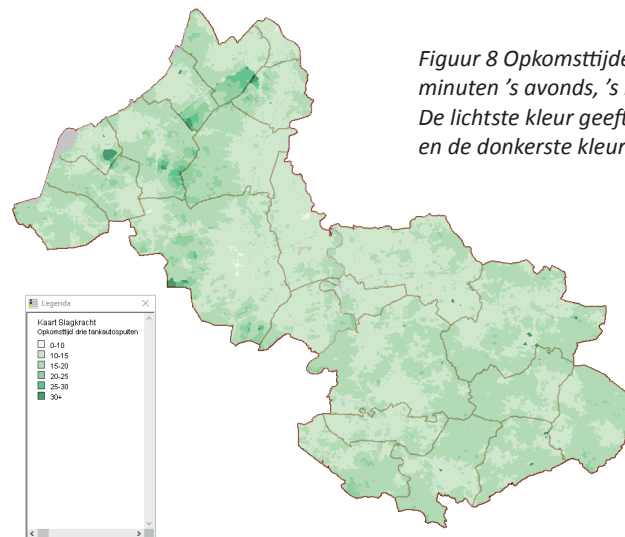 Figuur 8 Opkomsttijde
minuten ’s avonds, ’s
De lichtste kleur geeft
en de donkerste kleur
Legenda
Kaart Slagkracht
Opkomsttijd drie tankautospuiten
0-10
10-15
15-20
20-25
25-30
30+